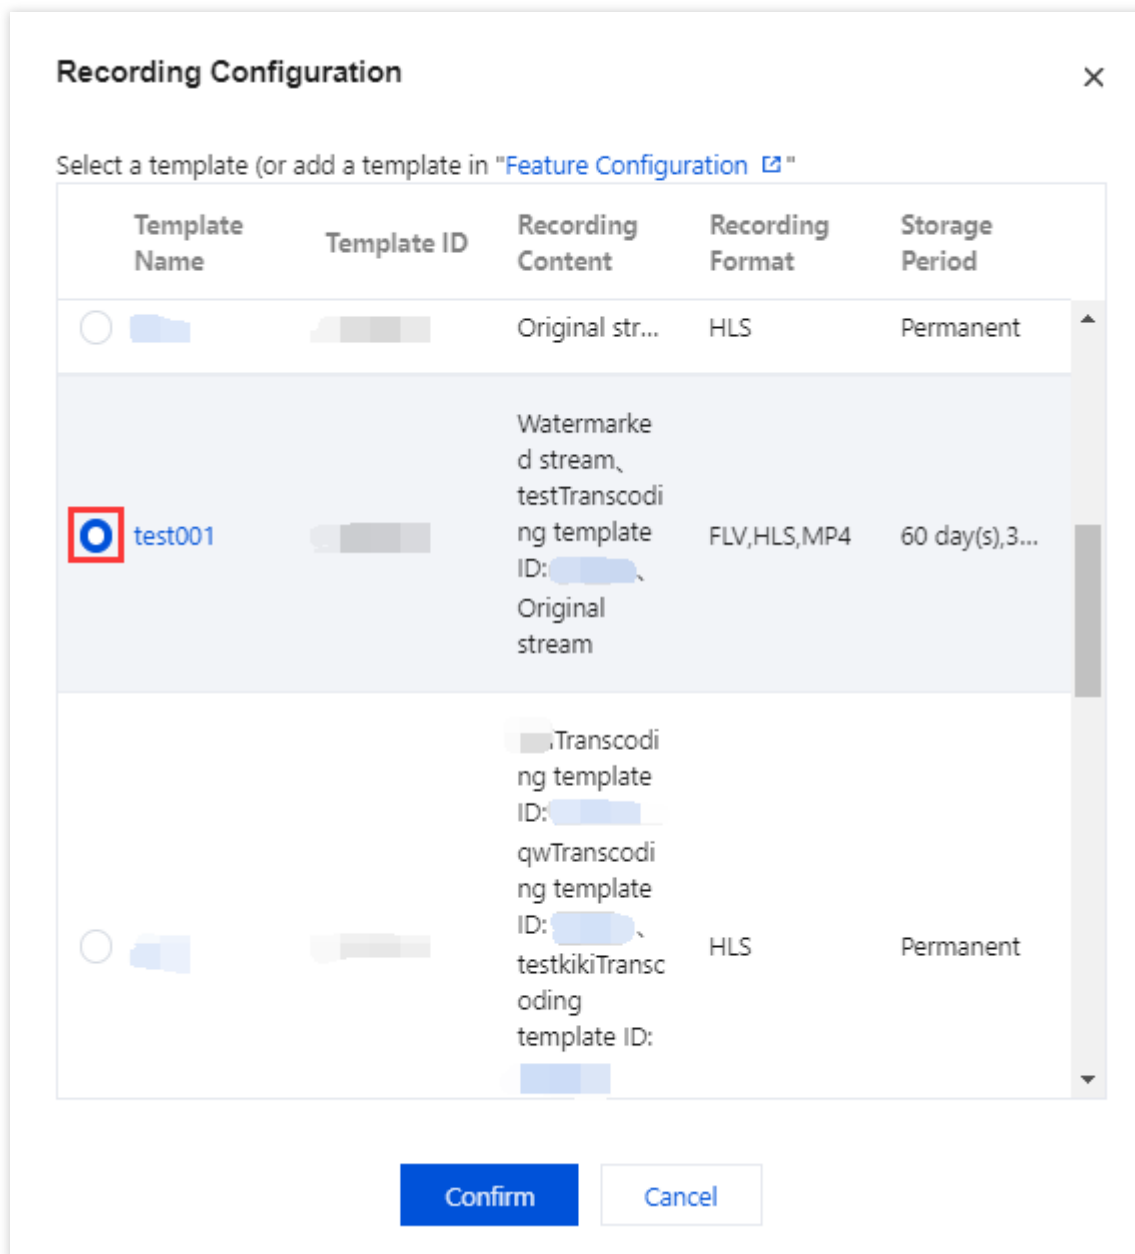 Recording Configuration
Select a template (or add a template in "Feature Configuration "
Template Name
Template ID
Recording Content
Recording Format
Storage Period
Original str...
HLS
Permanent
test001
Watermarke
d stream、
testTranscodi
ng template
ID:
、
Original
stream
FLV,HLS,MP4
60 day(s),3...
Transcodi
ng template
ID:
qwTranscodi
ng template
ID: 、
testkikiTransc
oding
template ID:
HLS
Permanent
Confirm
Cancel